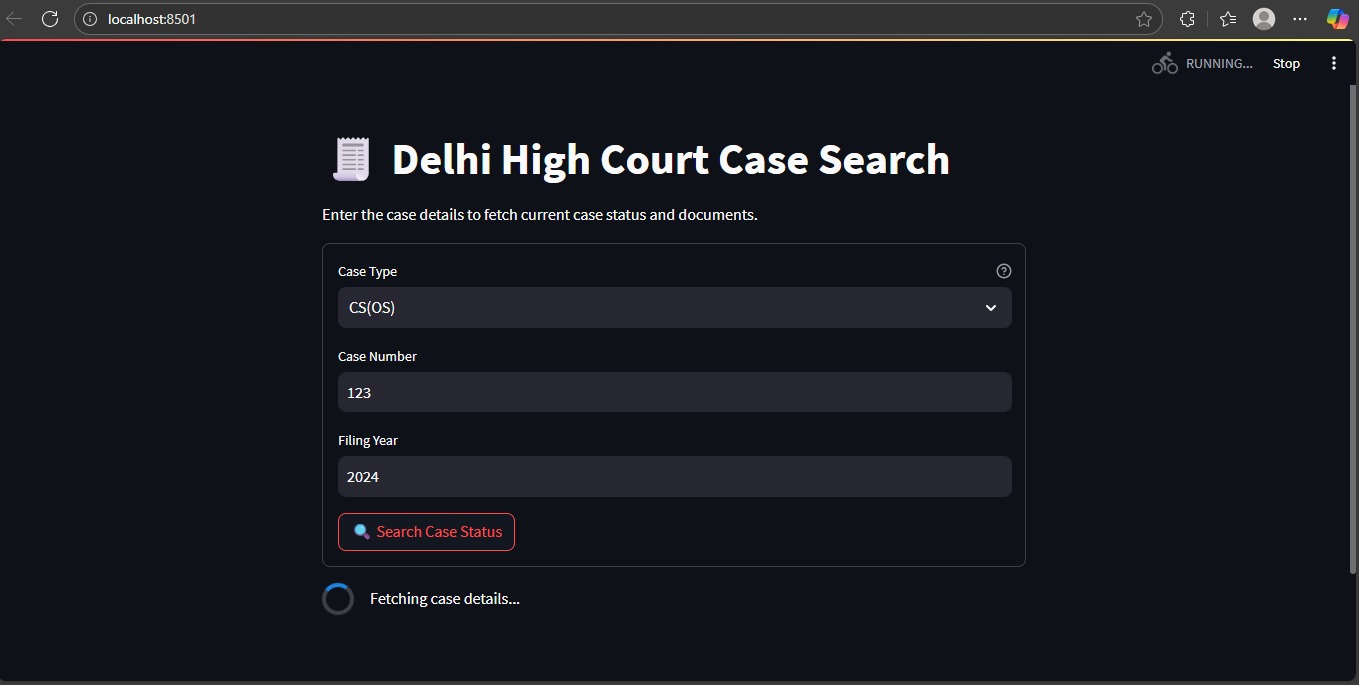 localhost:8501
RUNNING... Stop
Delhi High Court Case Search
Enter the case details to fetch current case status and documents.
Case Type
CS(OS)
Case Number
123
Filing Year
2024
Search Case Status
Fetching case details...